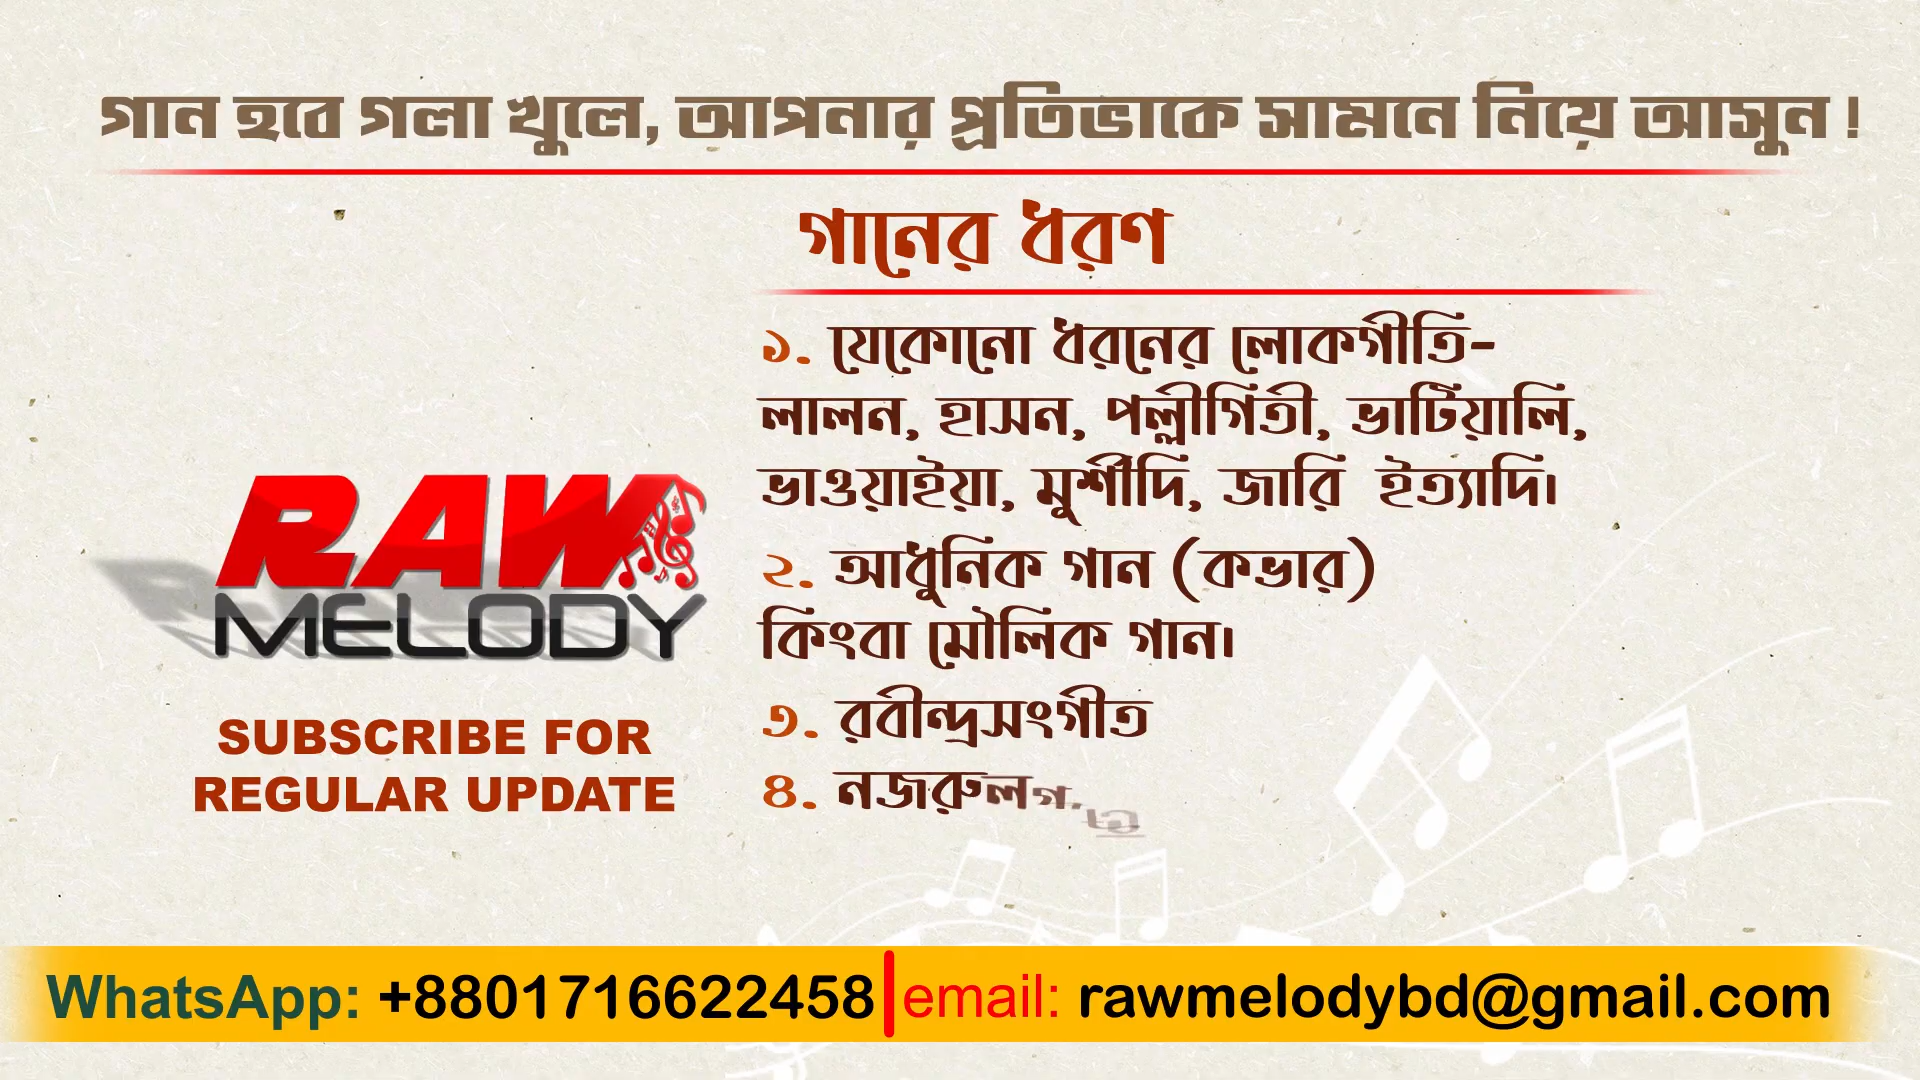 গান হবে গলা খুলে, আপনার প্রতিভাকে সামনে নিয়ে আসুন !
গানের ধরণ
১. যেকোনো ধরনের লোকগীতি-
লালন, হাসন, পল্লীগিতী, ভাটিয়ালি,
ভাওয়াইয়া, মুর্শীদি, জারি ইত্যাদি।
২. আধুনিক গান (কভার)
কিংবা মৌলিক গান।
৩. রবীন্দ্রসংগীত
৪.
RAW
MELODY
SUBSCRIBE FOR
REGULAR UPDATE
WhatsApp: +8801716622458 email: rawmelodybd@gmail.com